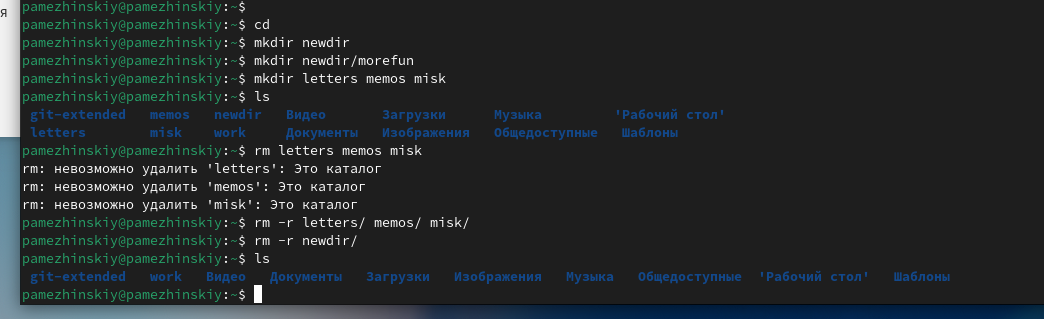 я
pamezhinskiy@pamezhinskiy:~$
pamezhinskiy@pamezhinskiy:~$ cd
pamezhinskiy@pamezhinskiy:~$ mkdir newdir
pamezhinskiy@pamezhinskiy:~$ mkdir newdir/morefun
pamezhinskiy@pamezhinskiy:~$ mkdir letters memos misk
pamezhinskiy@pamezhinskiy:~$ ls
git-extended memos newdir Видео Загрузки Музыка 'Рабочий стол'
letters misk work Документы Изображения Общедоступные Шаблоны
pamezhinskiy@pamezhinskiy:~$ rm letters memos misk
rm: невозможно удалить 'letters': Это каталог
rm: невозможно удалить 'memos': Это каталог
rm: невозможно удалить 'misk': Это каталог
pamezhinskiy@pamezhinskiy:~$ rm -r letters/ memos/ misk/
pamezhinskiy@pamezhinskiy:~$ rm -r newdir/
pamezhinskiy@pamezhinskiy:~$ ls
git-extended work Видео Документы Загрузки Изображения Музыка Общедоступные 'Рабочий стол' Шаблоны
pamezhinskiy@pamezhinskiy:~$